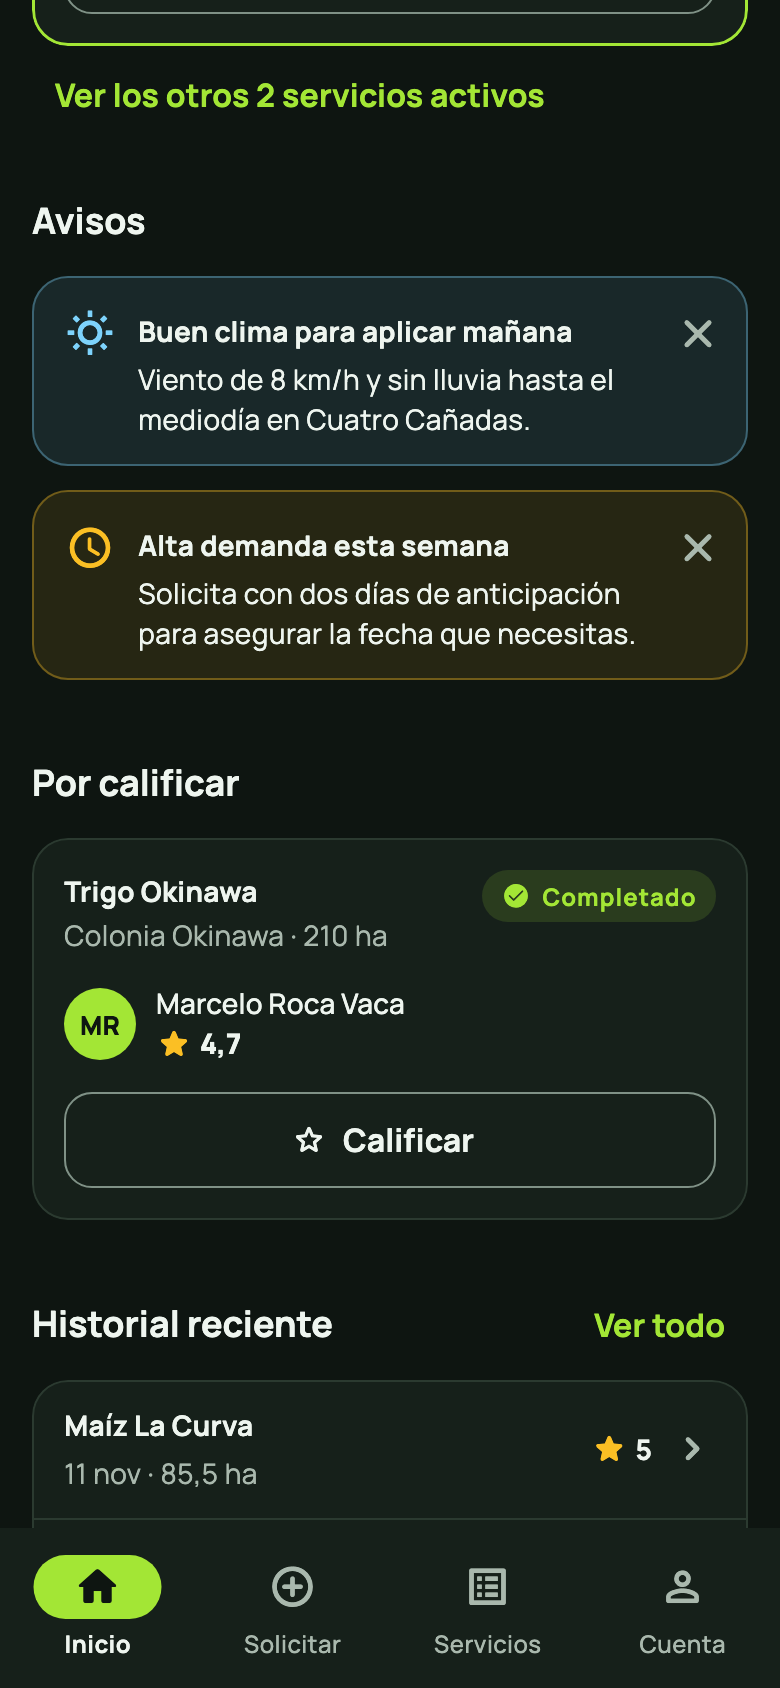 Ver los otros 2 servicios activos
Avisos
Buen clima para aplicar mañana
Viento de 8 km/h y sin lluvia hasta el
mediodía en Cuatro Cañadas.
Alta demanda esta semana
Solicita con dos días de anticipación
para asegurar la fecha que necesitas.
Por calificar
Trigo Okinawa
Completado
Colonia Okinawa · 210 ha
MR
Marcelo Roca Vaca
4,7
Calificar
Historial reciente
Ver todo
Maíz La Curva
11 nov · 85,5 ha
5
Inicio
Solicitar
Servicios
Cuenta